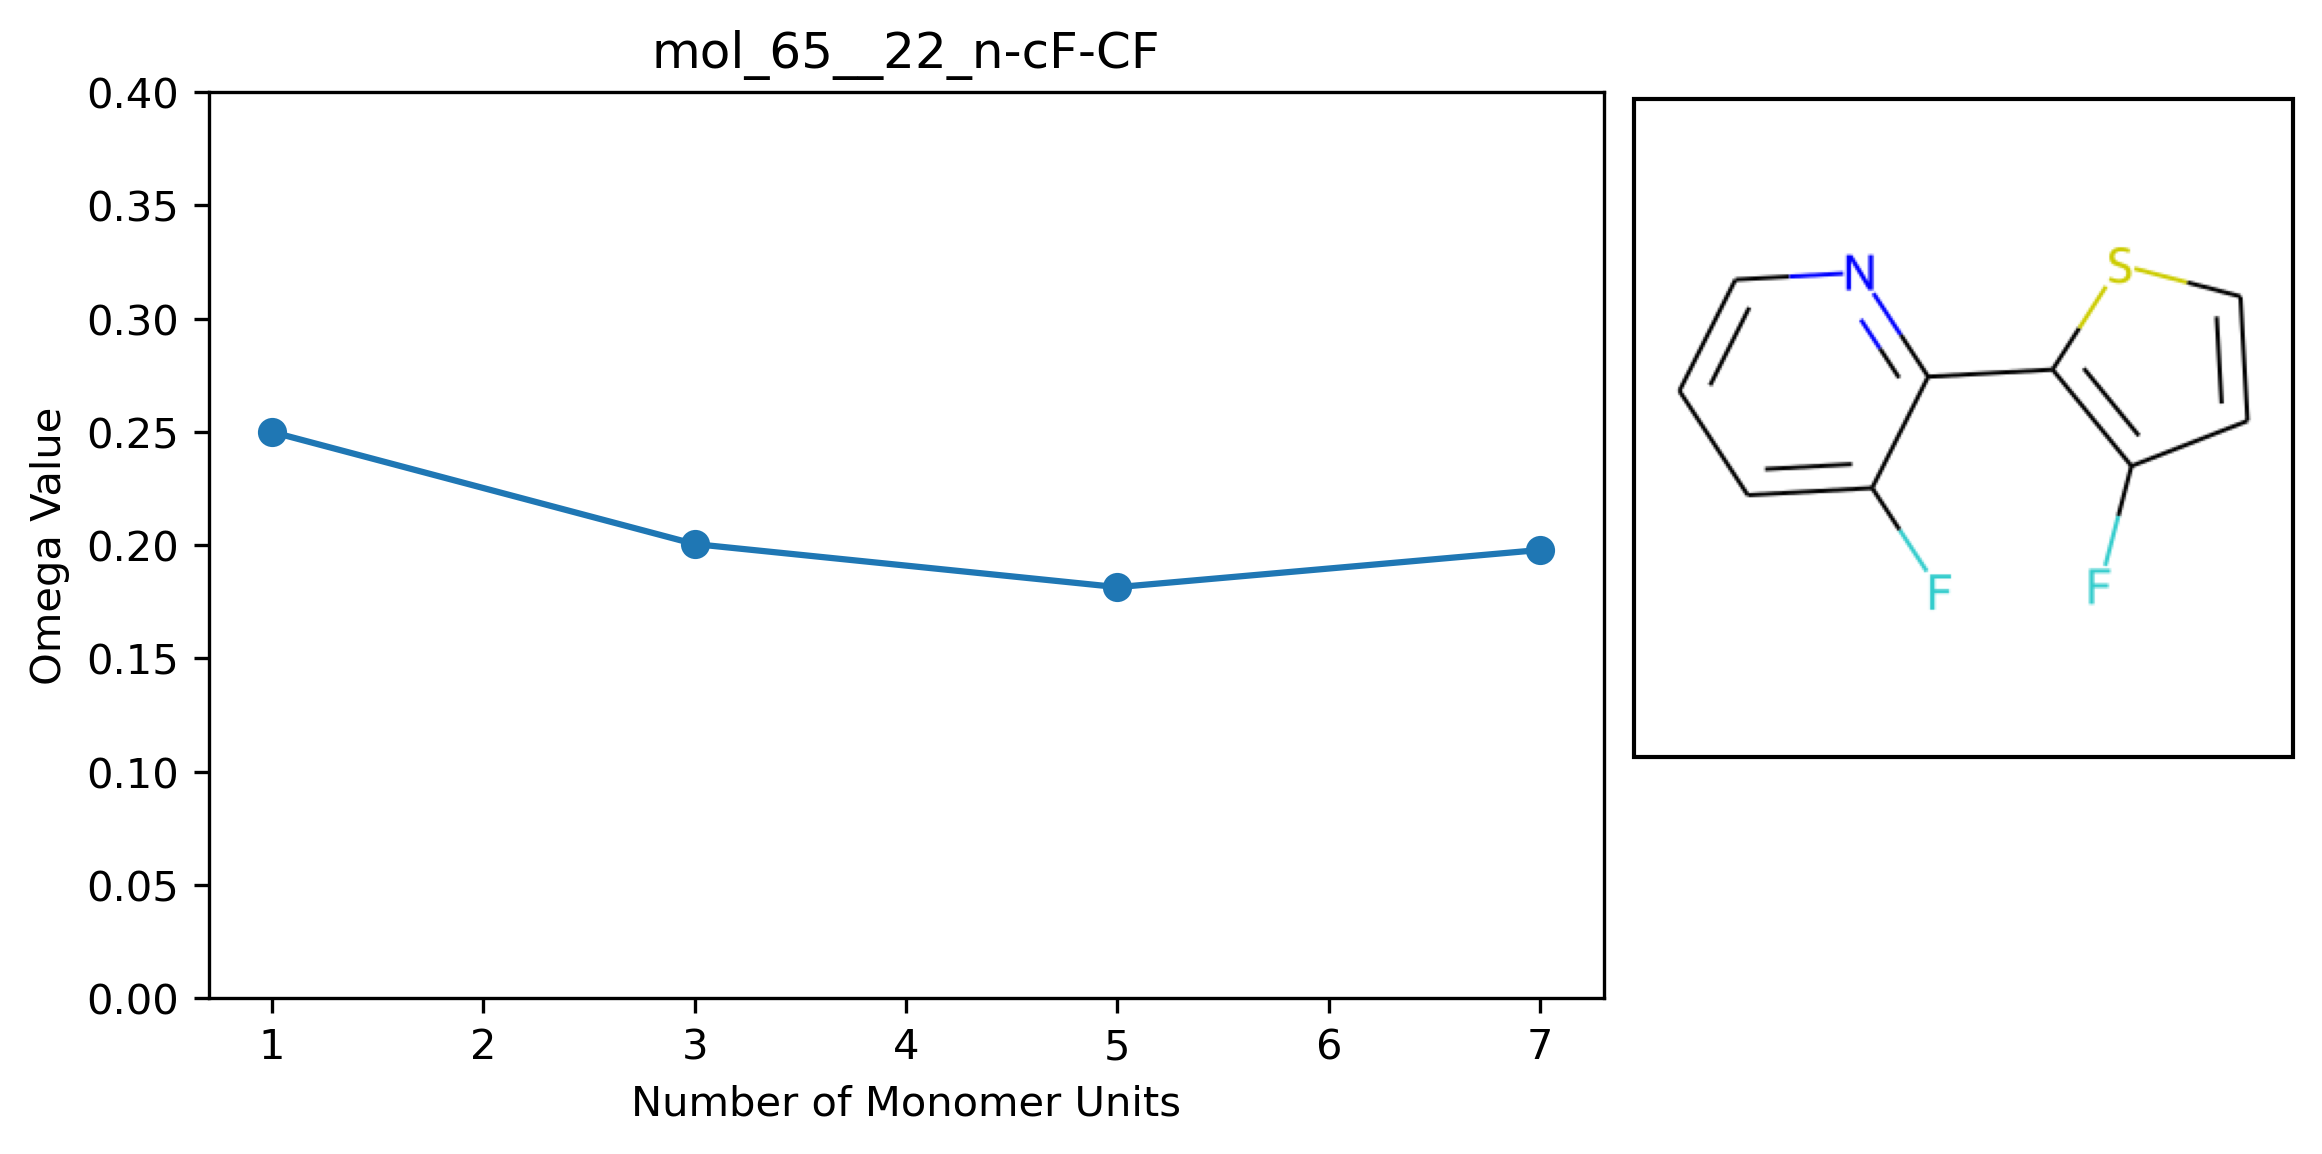 mol_65__22_n-cF-CF
0.40
0.35
0.30
0.25
0.20
0.15
0.10
0.05
0.00
Omega Value
1 2 3 4 5 6 7
Number of Monomer Units
N
S
F
F